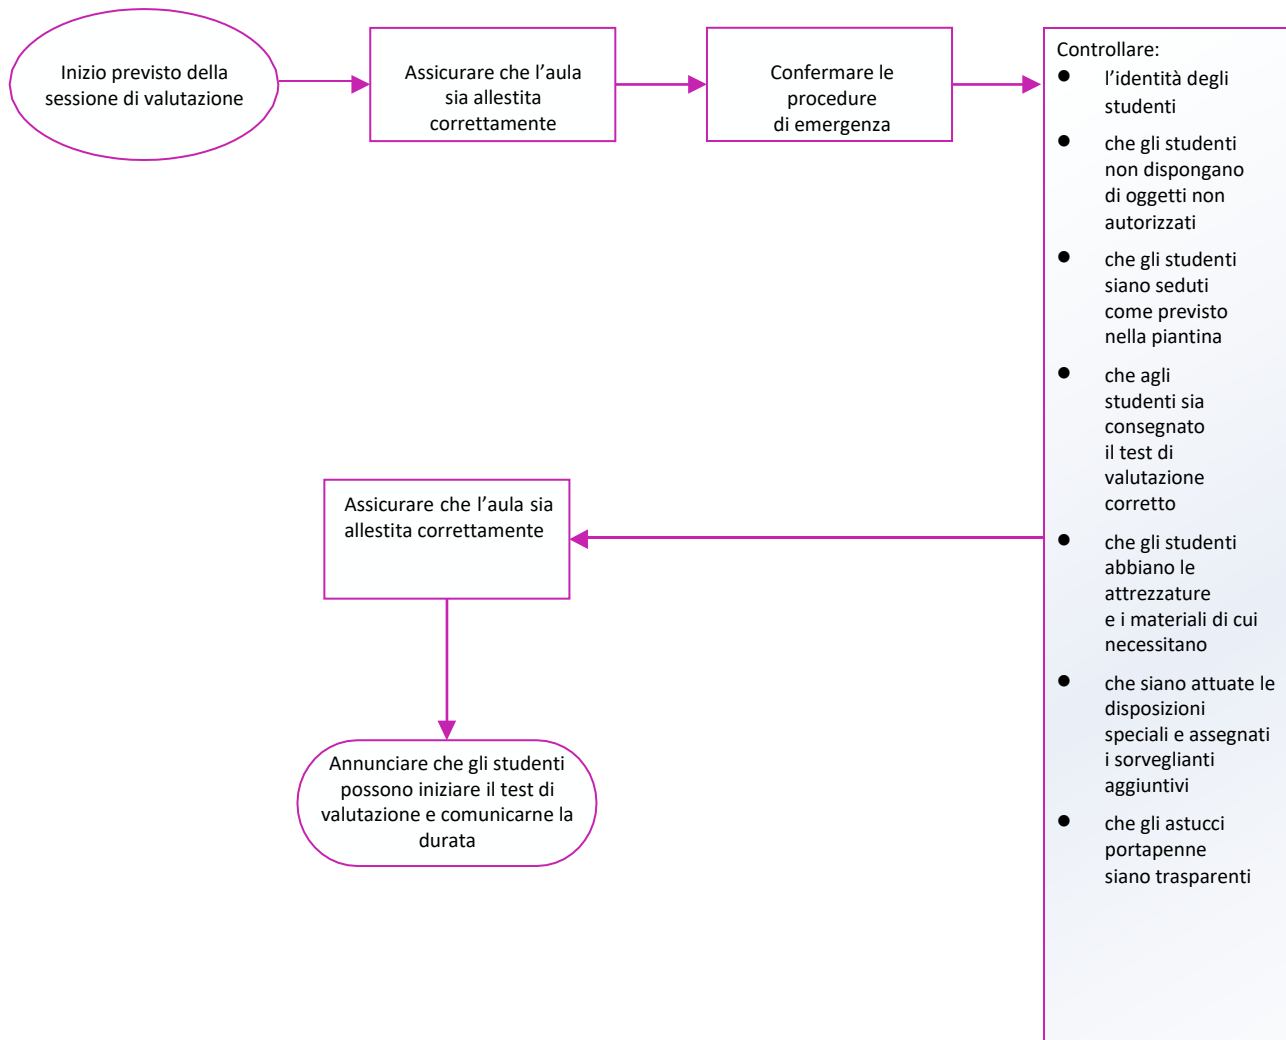 Inizio previsto della
sessione di valutazione
Assicurare che l’aula
sia allestita
correttamente
Confermare le
procedure
di emergenza
Controllare:
● l’identità degli
studenti
● che gli studenti
non dispongano
di oggetti non
autorizzati
● che gli studenti
siano seduti
come previsto
nella piantina
● che agli
studenti sia
consegnato
il test di
valutazione
corretto
● che gli studenti
abbiano le
attrezzature
e i materiali di cui
necessitano
● che siano attuate le
disposizioni
speciali e assegnati
i sorveglianti
aggiuntivi
● che gli astucci
portapenne
siano trasparenti
Assicurare che l’aula sia
allestita correttamente
Annunciare che gli studenti
possono iniziare il test di
valutazione e comunicarne la
durata